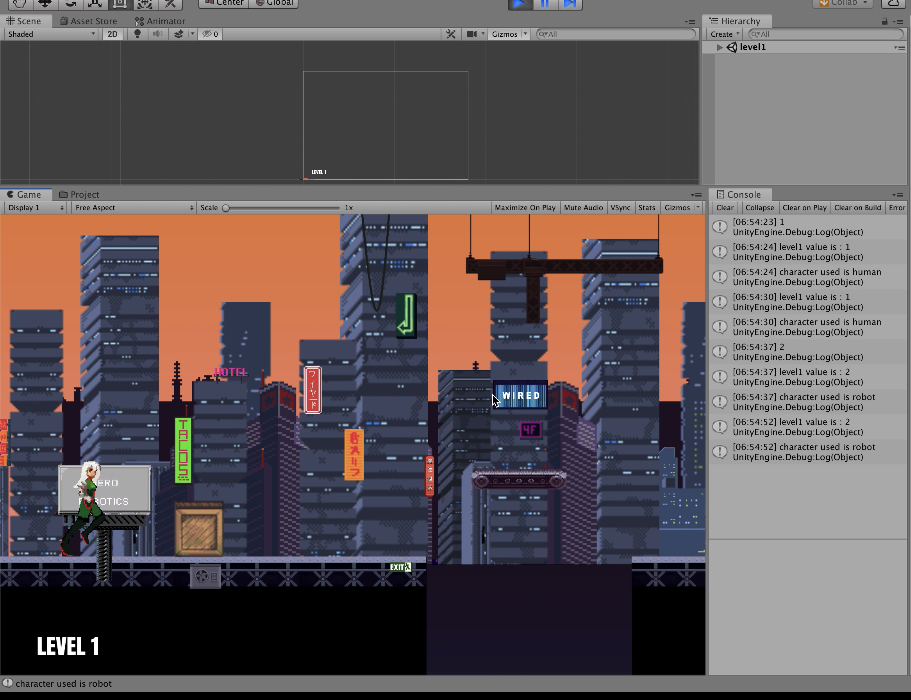 Center
Global
Collab
Scene
Asset Store
Animator
Shaded
2D
0
Gizmos
All
Hierarchy
Create
All
level1
LEVEL 1
Game
Project
Display 1
Free Aspect
Scale
1x
Maximize On Play
Mute Audio
VSync
Stats
Gizmos
Console
Clear
Collapse
Clear on Play
Clear on Build
Error
[06:54:23] 1
UnityEngine.Debug:Log(Object)
[06:54:24] level1 value is : 1
UnityEngine.Debug:Log(Object)
[06:54:24] character used is human
UnityEngine.Debug:Log(Object)
[06:54:30] level1 value is : 1
UnityEngine.Debug:Log(Object)
[06:54:30] character used is human
UnityEngine.Debug:Log(Object)
[06:54:37] 2
UnityEngine.Debug:Log(Object)
[06:54:37] level1 value is : 2
UnityEngine.Debug:Log(Object)
[06:54:37] character used is robot
UnityEngine.Debug:Log(Object)
[06:54:52] level1 value is : 2
UnityEngine.Debug:Log(Object)
[06:54:52] character used is robot
UnityEngine.Debug:Log(Object)
HOTEL
ワイヤード
WIRED
TACOS
4F
EXIT
LEVEL 1
character used is robot